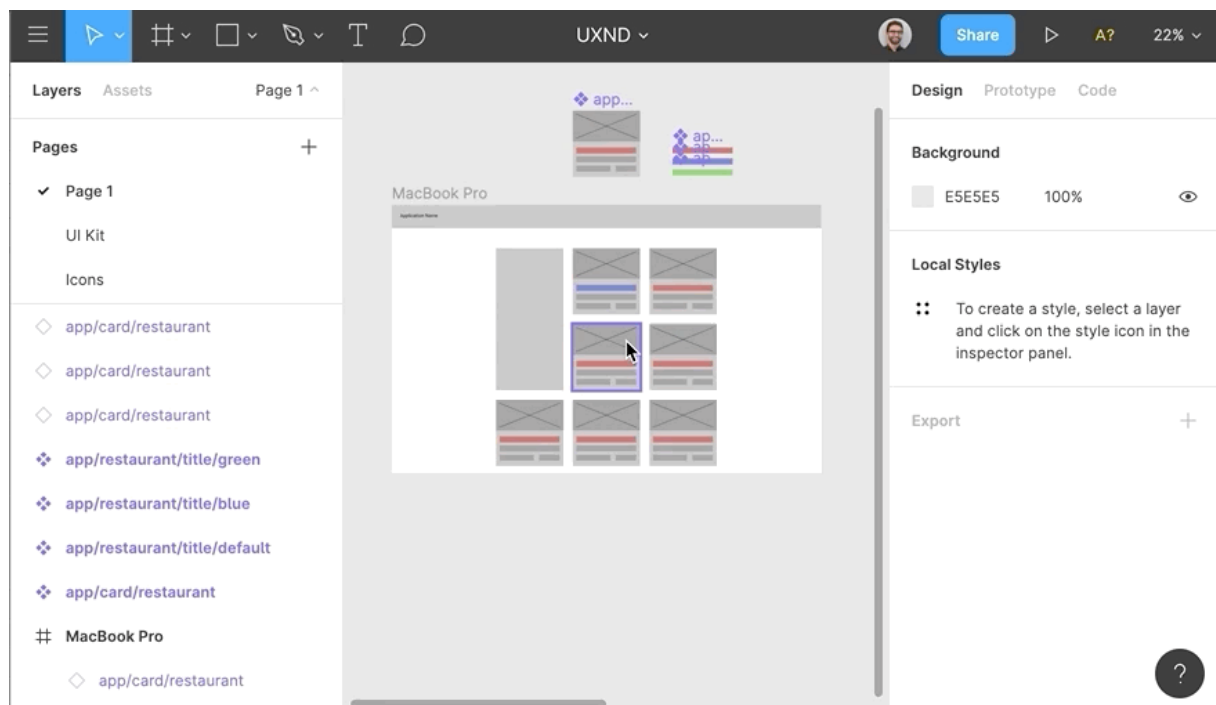 UXND
Share
A?
22%
Layers
Assets
Page 1
Pages
Page 1
UI Kit
Icons
app/card/restaurant
app/card/restaurant
app/card/restaurant
app/restaurant/title/green
app/restaurant/title/blue
app/restaurant/title/default
app/card/restaurant
MacBook Pro
app/card/restaurant
app...
ap...
MacBook Pro
Application Name
Design
Prototype
Code
Background
E5E5E5
100%
Local Styles
To create a style, select a layer
and click on the style icon in the
inspector panel.
Export
?